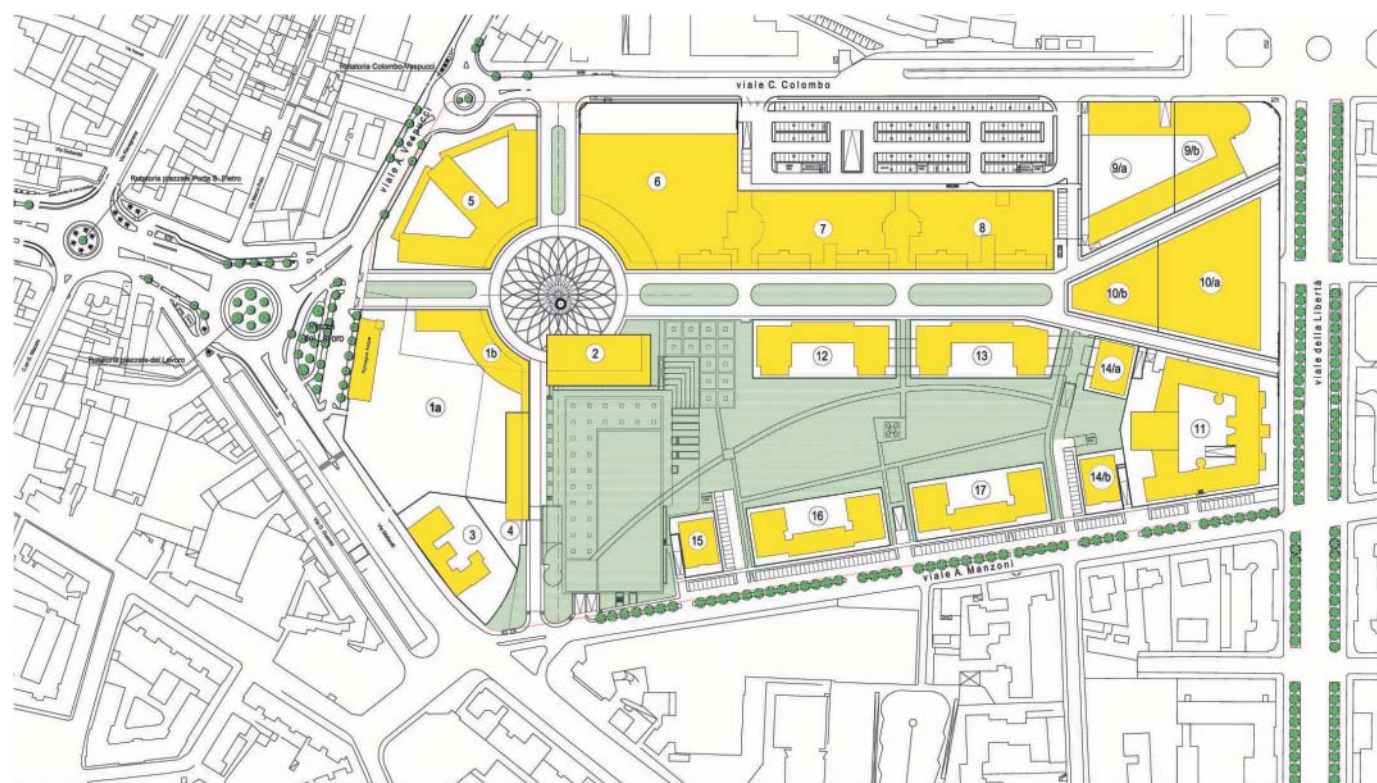 viale C. Colombo
Rotatoria Colombo-Vespucci
viale A. Vespucci
Rotatoria piazzale Porta S. Pietro
5
6
7
8
9/a
9/b
10/a
10/b
viale della Libertà
1b
2
12
13
14/a
Rotatoria piazzale del Lavoro
1a
11
14/b
17
16
15
3
4
viale A. Manzoni